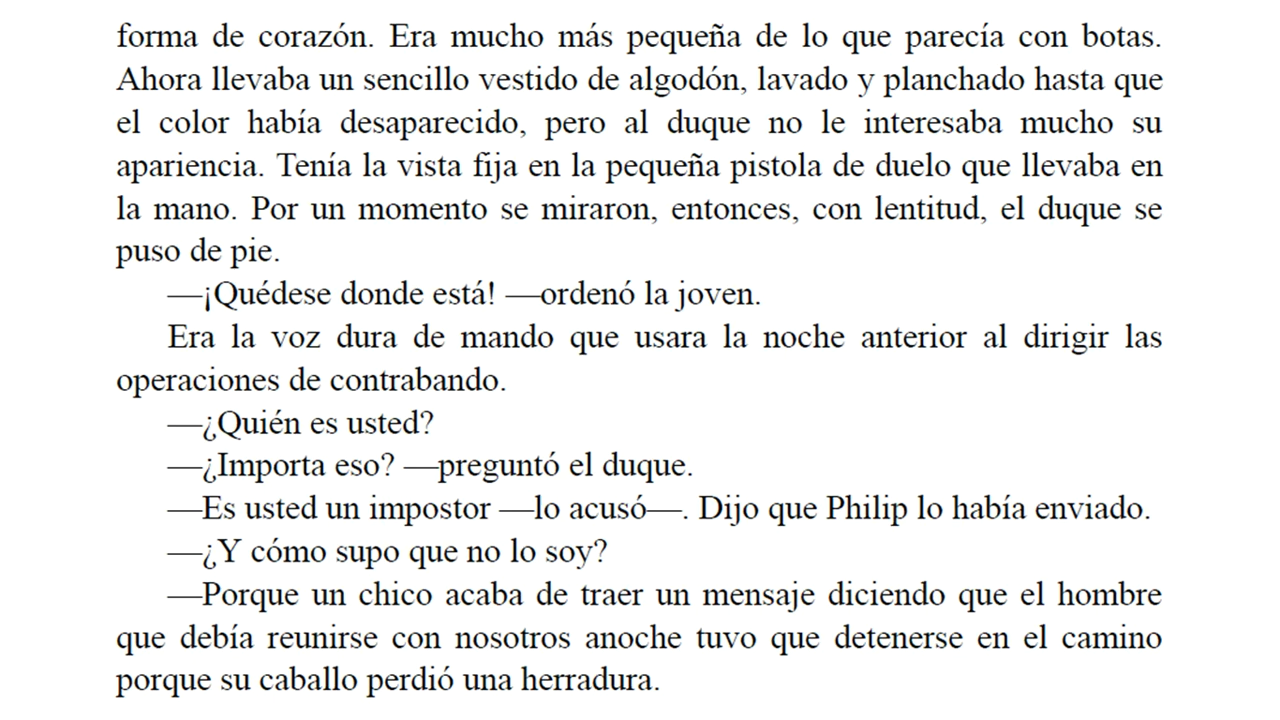 forma de corazón. Era mucho más pequeña de lo que parecía con botas.
Ahora llevaba un sencillo vestido de algodón, lavado y planchado hasta que
el color había desaparecido, pero al duque no le interesaba mucho su
apariencia. Tenía la vista fija en la pequeña pistola de duelo que llevaba en
la mano. Por un momento se miraron, entonces, con lentitud, el duque se
puso de pie.
—¡Quédese donde está! —ordenó la joven.
Era la voz dura de mando que usara la noche anterior al dirigir las
operaciones de contrabando.
—¿Quién es usted?
—¿Importa eso? —preguntó el duque.
—Es usted un impostor —lo acusó—. Dijo que Philip lo había enviado.
—¿Y cómo supo que no lo soy?
—Porque un chico acaba de traer un mensaje diciendo que el hombre
que debía reunirse con nosotros anoche tuvo que detenerse en el camino
porque su caballo perdió una herradura.